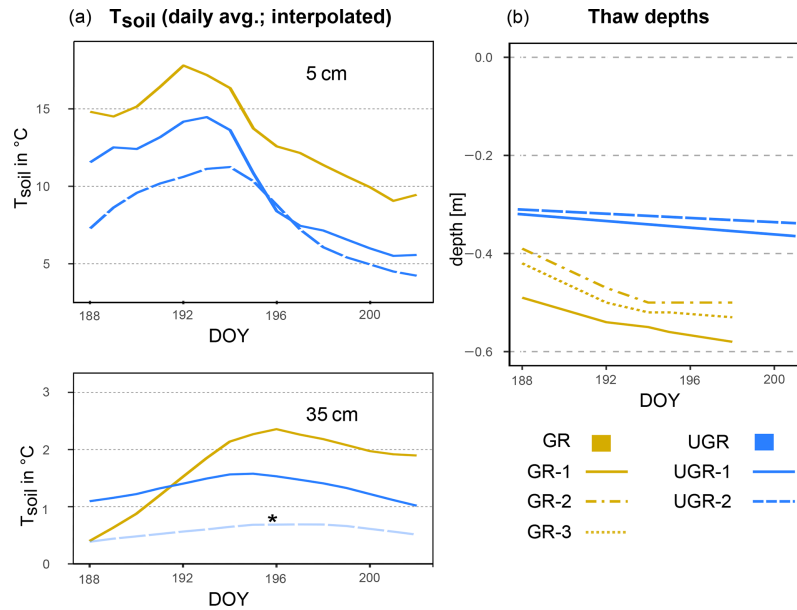 (a) Tsoil (daily avg.; interpolated)
5 cm
15
10
5
Tsoil in °C
188 192 196 200
DOY
35 cm
3
2
1
0
Tsoil in °C
*
188 192 196 200
DOY
(b) Thaw depths
0.0
−0.2
−0.4
−0.6
depth [m]
188 192 196 200
DOY
GR UGR
GR-1 UGR-1
GR-2 UGR-2
GR-3